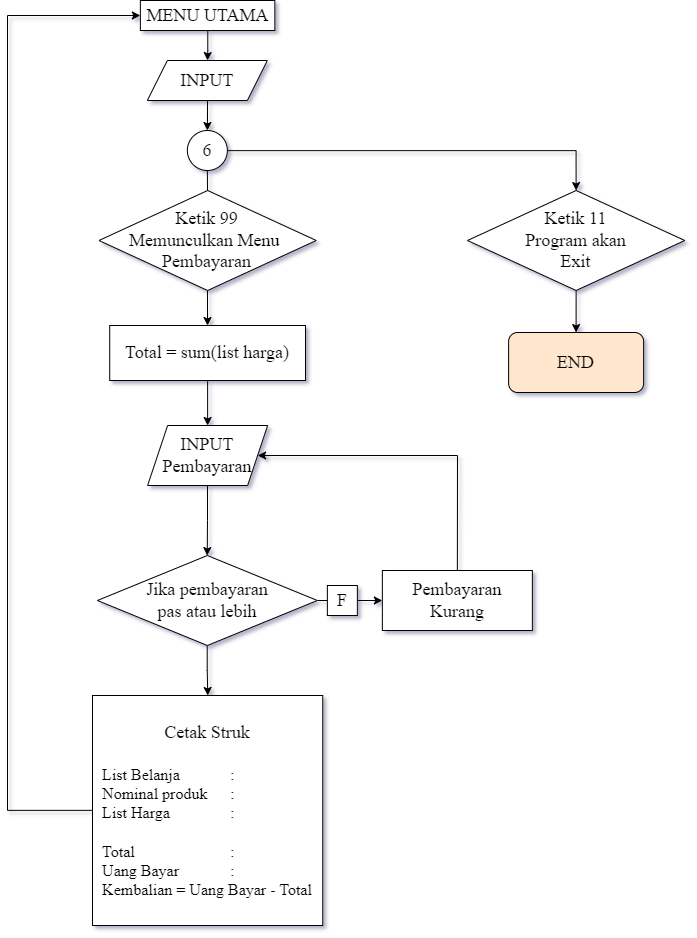 MENU UTAMA
INPUT
6
Ketik 99
Memunculkan Menu
Pembayaran
Ketik 11
Program akan
Exit
Total = sum(list harga)
END
INPUT
Pembayaran
Jika pembayaran
pas atau lebih
F
Pembayaran
Kurang
Cetak Struk
List Belanja :
Nominal produk :
List Harga :
Total :
Uang Bayar :
Kembalian = Uang Bayar - Total